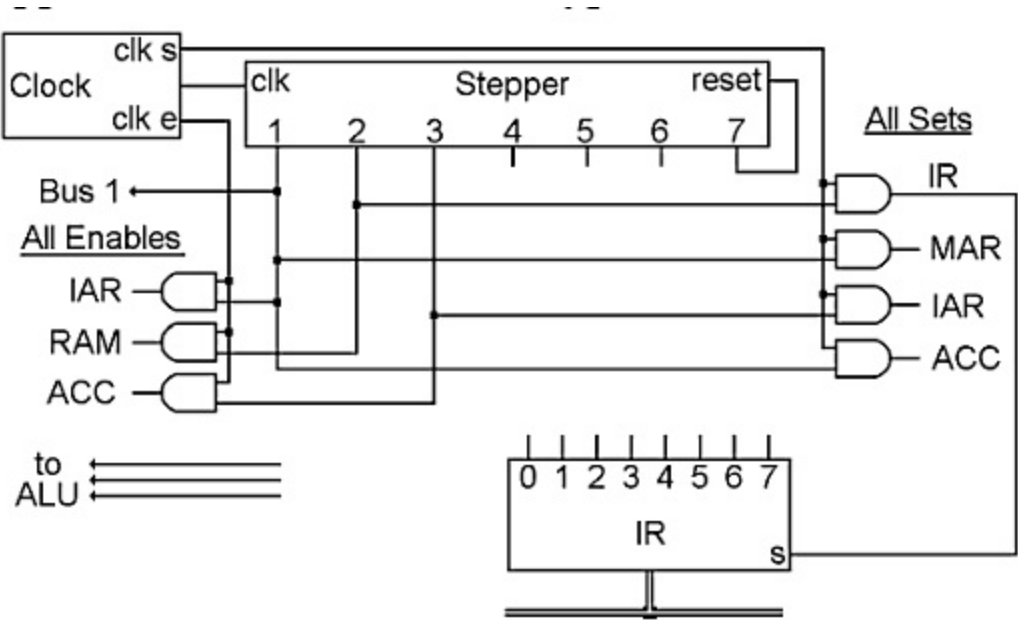 clk s
Clock
clk e
clk Stepper reset
1 2 3 4 5 6 7
All Sets
Bus 1
IR
All Enables
MAR
IAR
IAR
RAM
ACC
ACC
to
ALU
0 1 2 3 4 5 6 7
IR
s